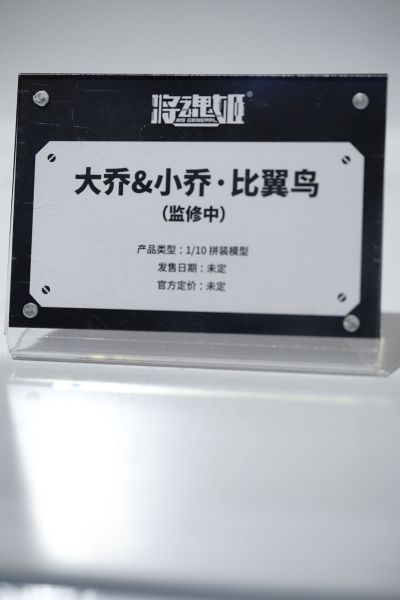 将魂姬®
MS GENERAL
大乔&小乔·比翼鸟
（监修中）
产品类型：1/10 拼装模型
发售日期：未定
官方定价：未定